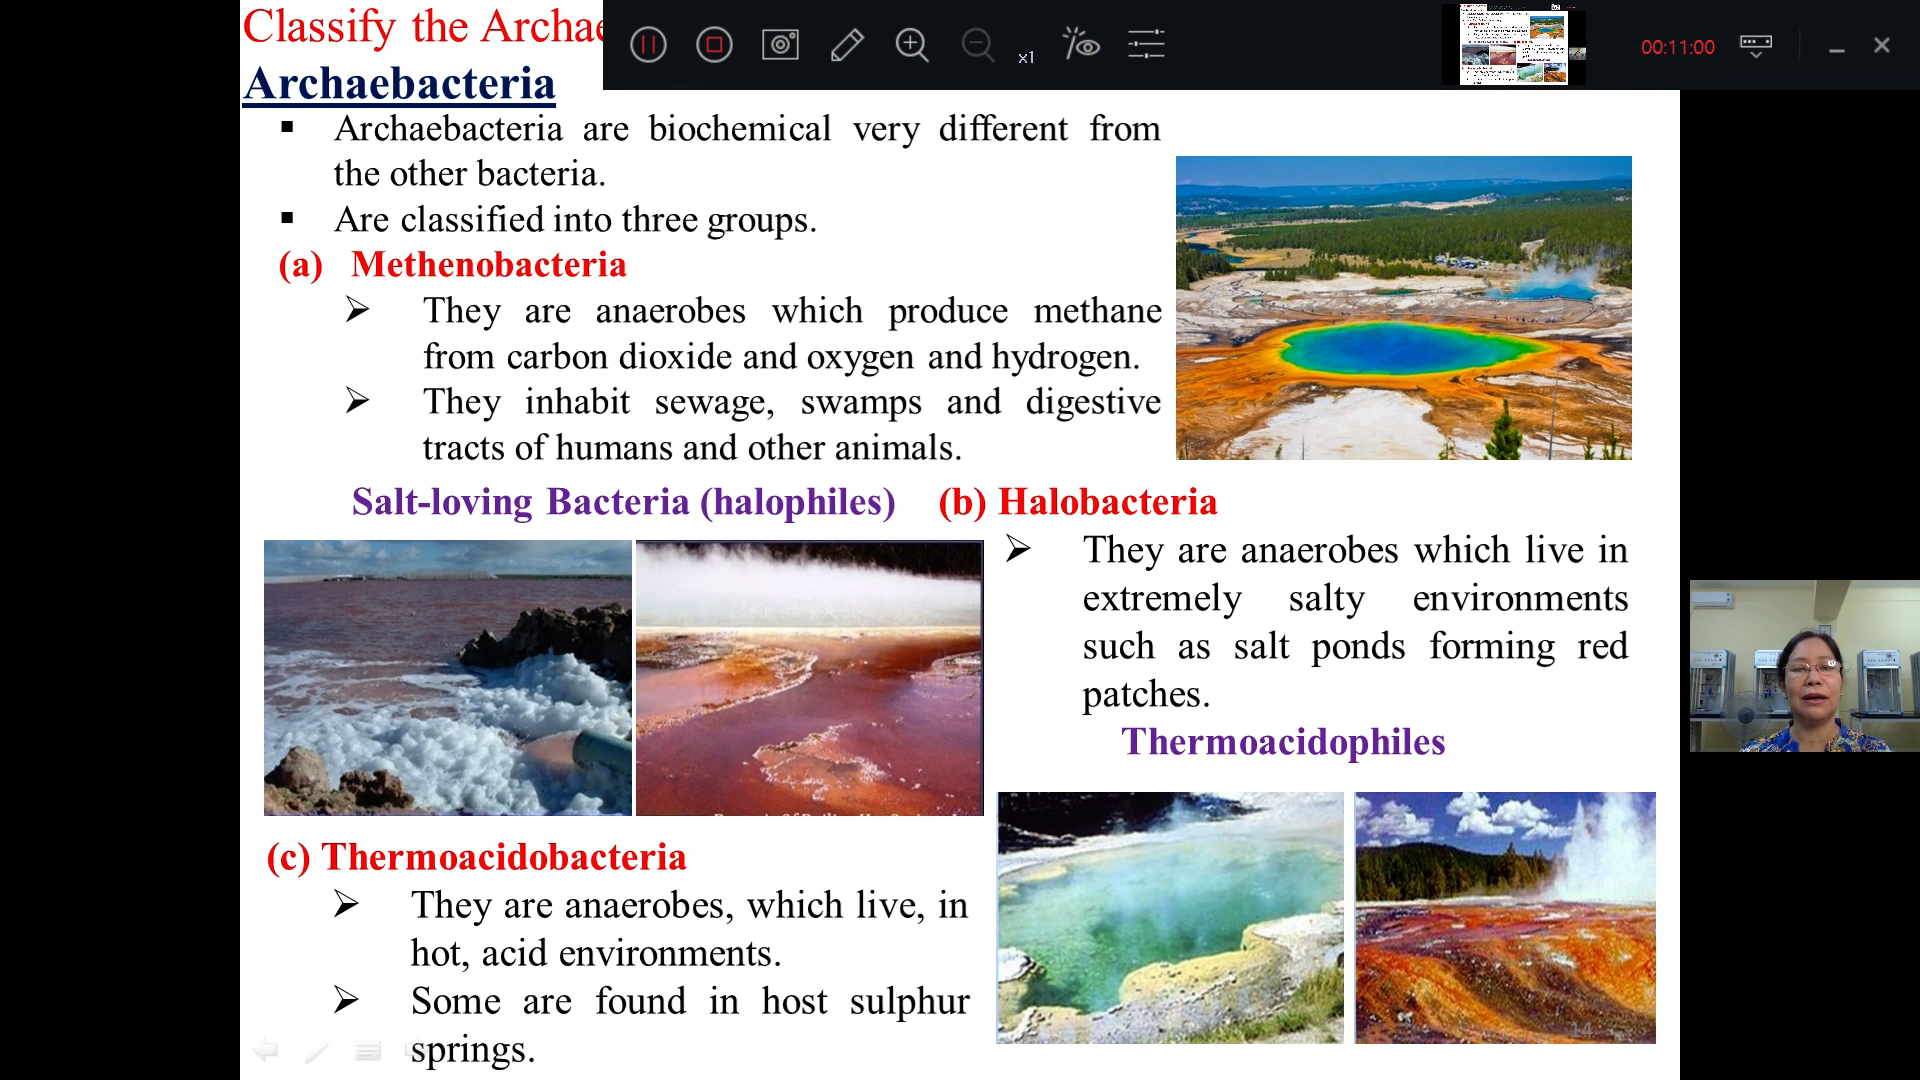 Classify the Archae
x1
00:11:00
Archaebacteria
▪ Archaebacteria are biochemical very different from
the other bacteria.
▪ Are classified into three groups.
(a) Methenobacteria
➢ They are anaerobes which produce methane
from carbon dioxide and oxygen and hydrogen.
➢ They inhabit sewage, swamps and digestive
tracts of humans and other animals.
Salt-loving Bacteria (halophiles)
(b) Halobacteria
➢ They are anaerobes which live in
extremely salty environments
such as salt ponds forming red
patches.
Thermoacidophiles
(c) Thermoacidobacteria
➢ They are anaerobes, which live, in
hot, acid environments.
➢ Some are found in host sulphur
springs.
14